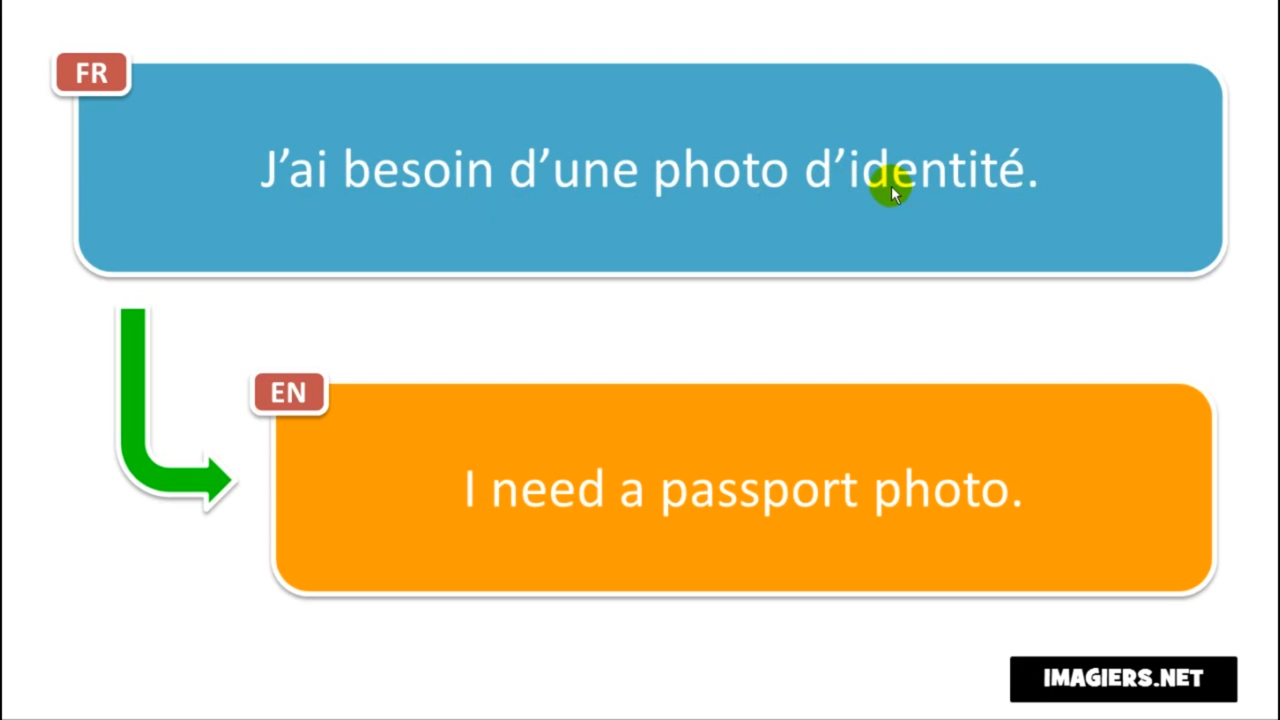 FR
J’ai besoin d’une photo d’identité.
EN
I need a passport photo.
IMAGIERS.NET